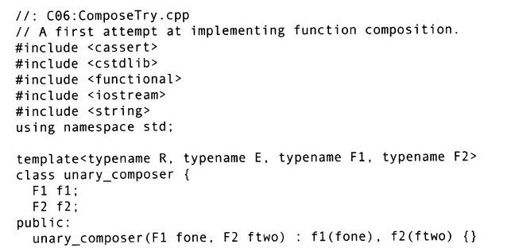 //: C06:ComposeTry.cpp
// A first attempt at implementing function composition.
#include <cassert>
#include <cstdlib>
#include <functional>
#include <iostream>
#include <string>
using namespace std;

template<typename R, typename E, typename F1, typename F2>
class unary_composer {
  F1 f1;
  F2 f2;
public:
  unary_composer(F1 fone, F2 ftwo) : f1(fone), f2(ftwo) {}